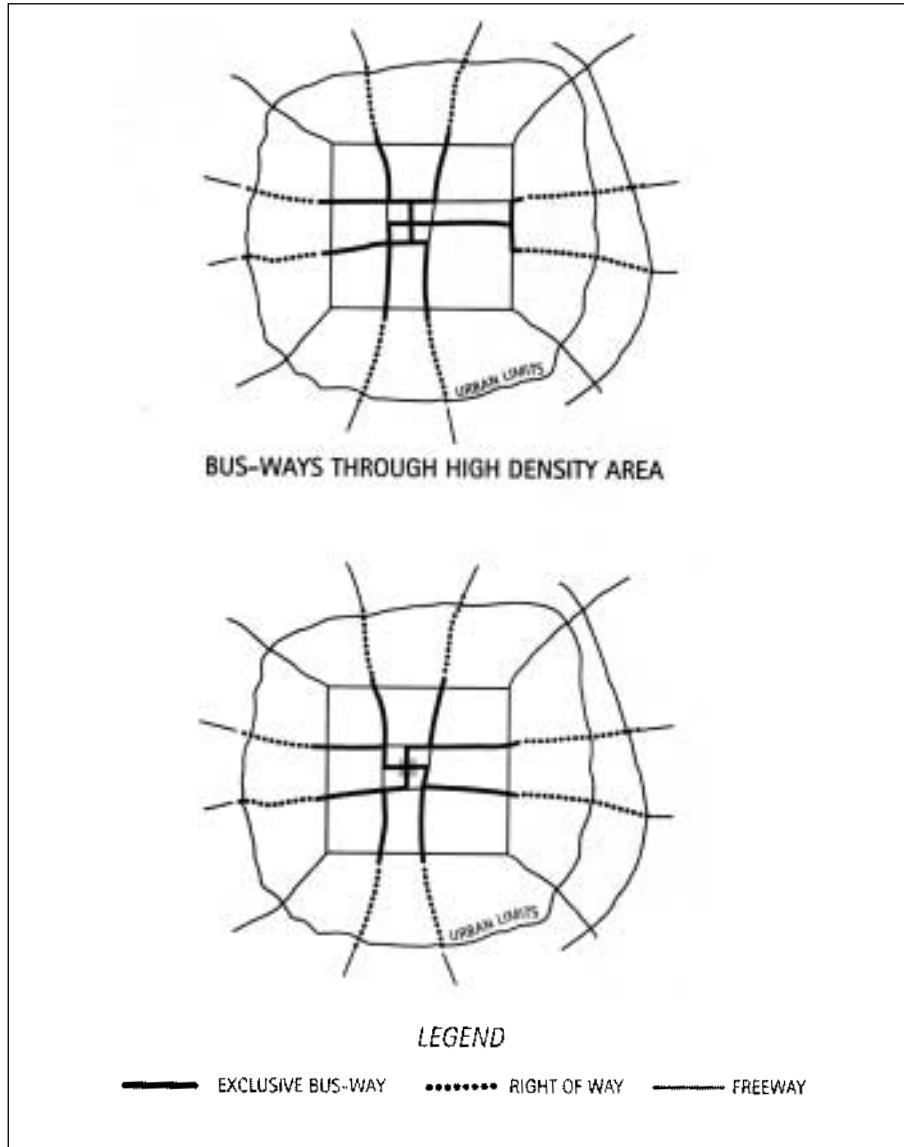 URBAN LIMITS
BUS-WAYS THROUGH HIGH DENSITY AREA
URBAN LIMITS
LEGEND
EXCLUSIVE BUS-WAY RIGHT OF WAY FREEWAY